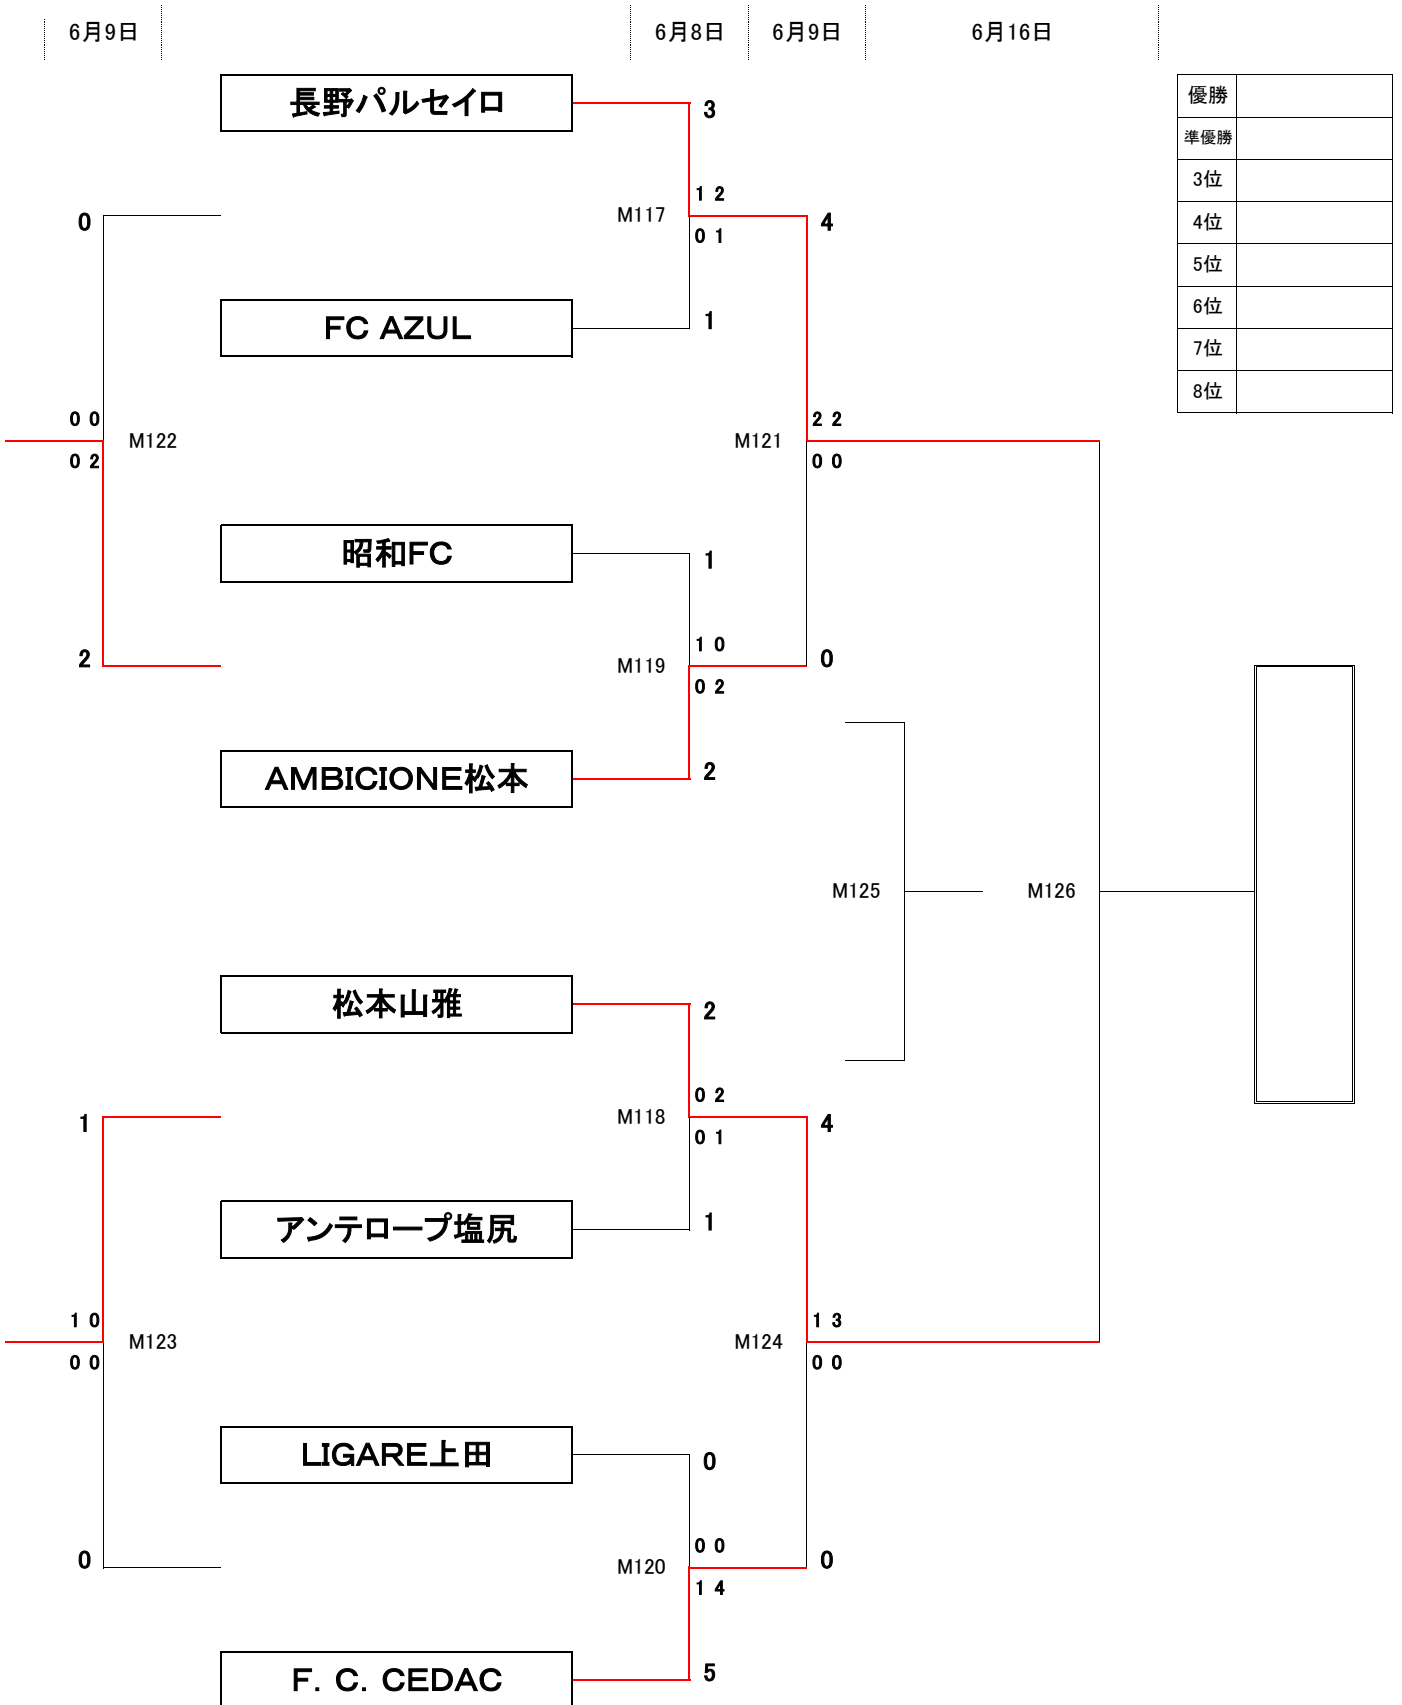 6月9日 6月8日 6月9日 6月16日
長野パルセイロ 3
優勝
準優勝
3位
4位
5位
6位
7位
8位
1 2
0 M117 4
0 1
FC AZUL 1
0 0 2 2
M122 M121
0 2 0 0
昭和FC 1
1 0
2 M119 0
0 2
AMBICIONE松本 2
M125 M126
松本山雅 2
0 2
1 M118 4
0 1
アンテロープ塩尻 1
1 0 1 3
M123 M124
0 0 0 0
LIGARE上田 0
0 0
0 M120 0
1 4
F. C. CEDAC 5